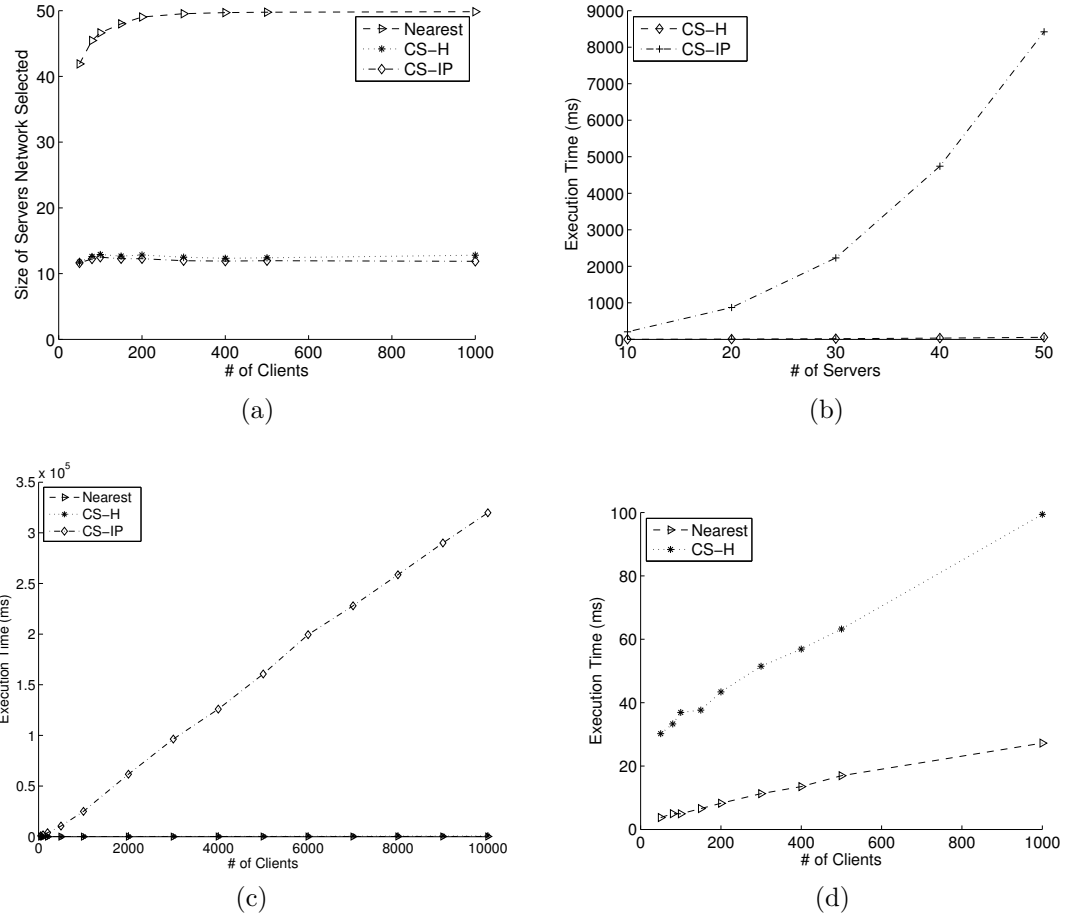 50
40
30
20
10
0
Size of Servers Network Selected
Nearest
CS-H
CS-IP
0 200 400 600 800 1000
# of Clients
(a)
9000
8000
7000
6000
5000
4000
3000
2000
1000
0
Execution Time (ms)
CS-H
CS-IP
10 20 30 40 50
# of Servers
(b)
x 10^5
3.5
3
2.5
2
1.5
1
0.5
0
Execution Time (ms)
Nearest
CS-H
CS-IP
0 2000 4000 6000 8000 10000
# of Clients
(c)
100
80
60
40
20
0
Execution Time (ms)
Nearest
CS-H
0 200 400 600 800 1000
# of Clients
(d)